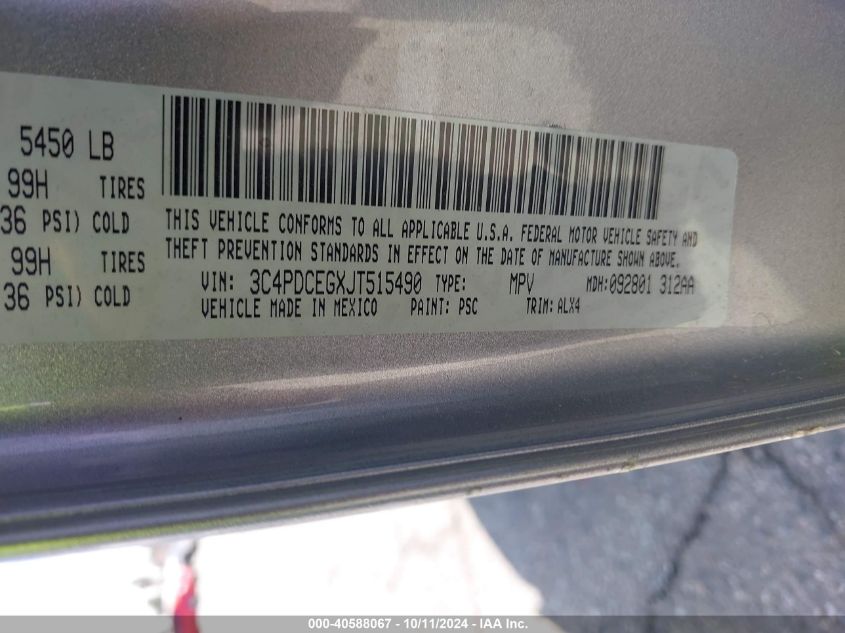 5450 LB
99H TIRES
36 PSI) COLD
99H TIRES
36 PSI) COLD
THIS VEHICLE CONFORMS TO ALL APPLICABLE U.S.A. FEDERAL MOTOR VEHICLE SAFETY AND
THEFT PREVENTION STANDARDS IN EFFECT ON THE DATE OF MANUFACTURE SHOWN ABOVE.
VIN: 3C4PDCEGXJT515490 TYPE: MPV MDH:092801 312AA
VEHICLE MADE IN MEXICO PAINT: PSC TRIM: ALX4
000-40588067 - 10/11/2024 - IAA Inc.